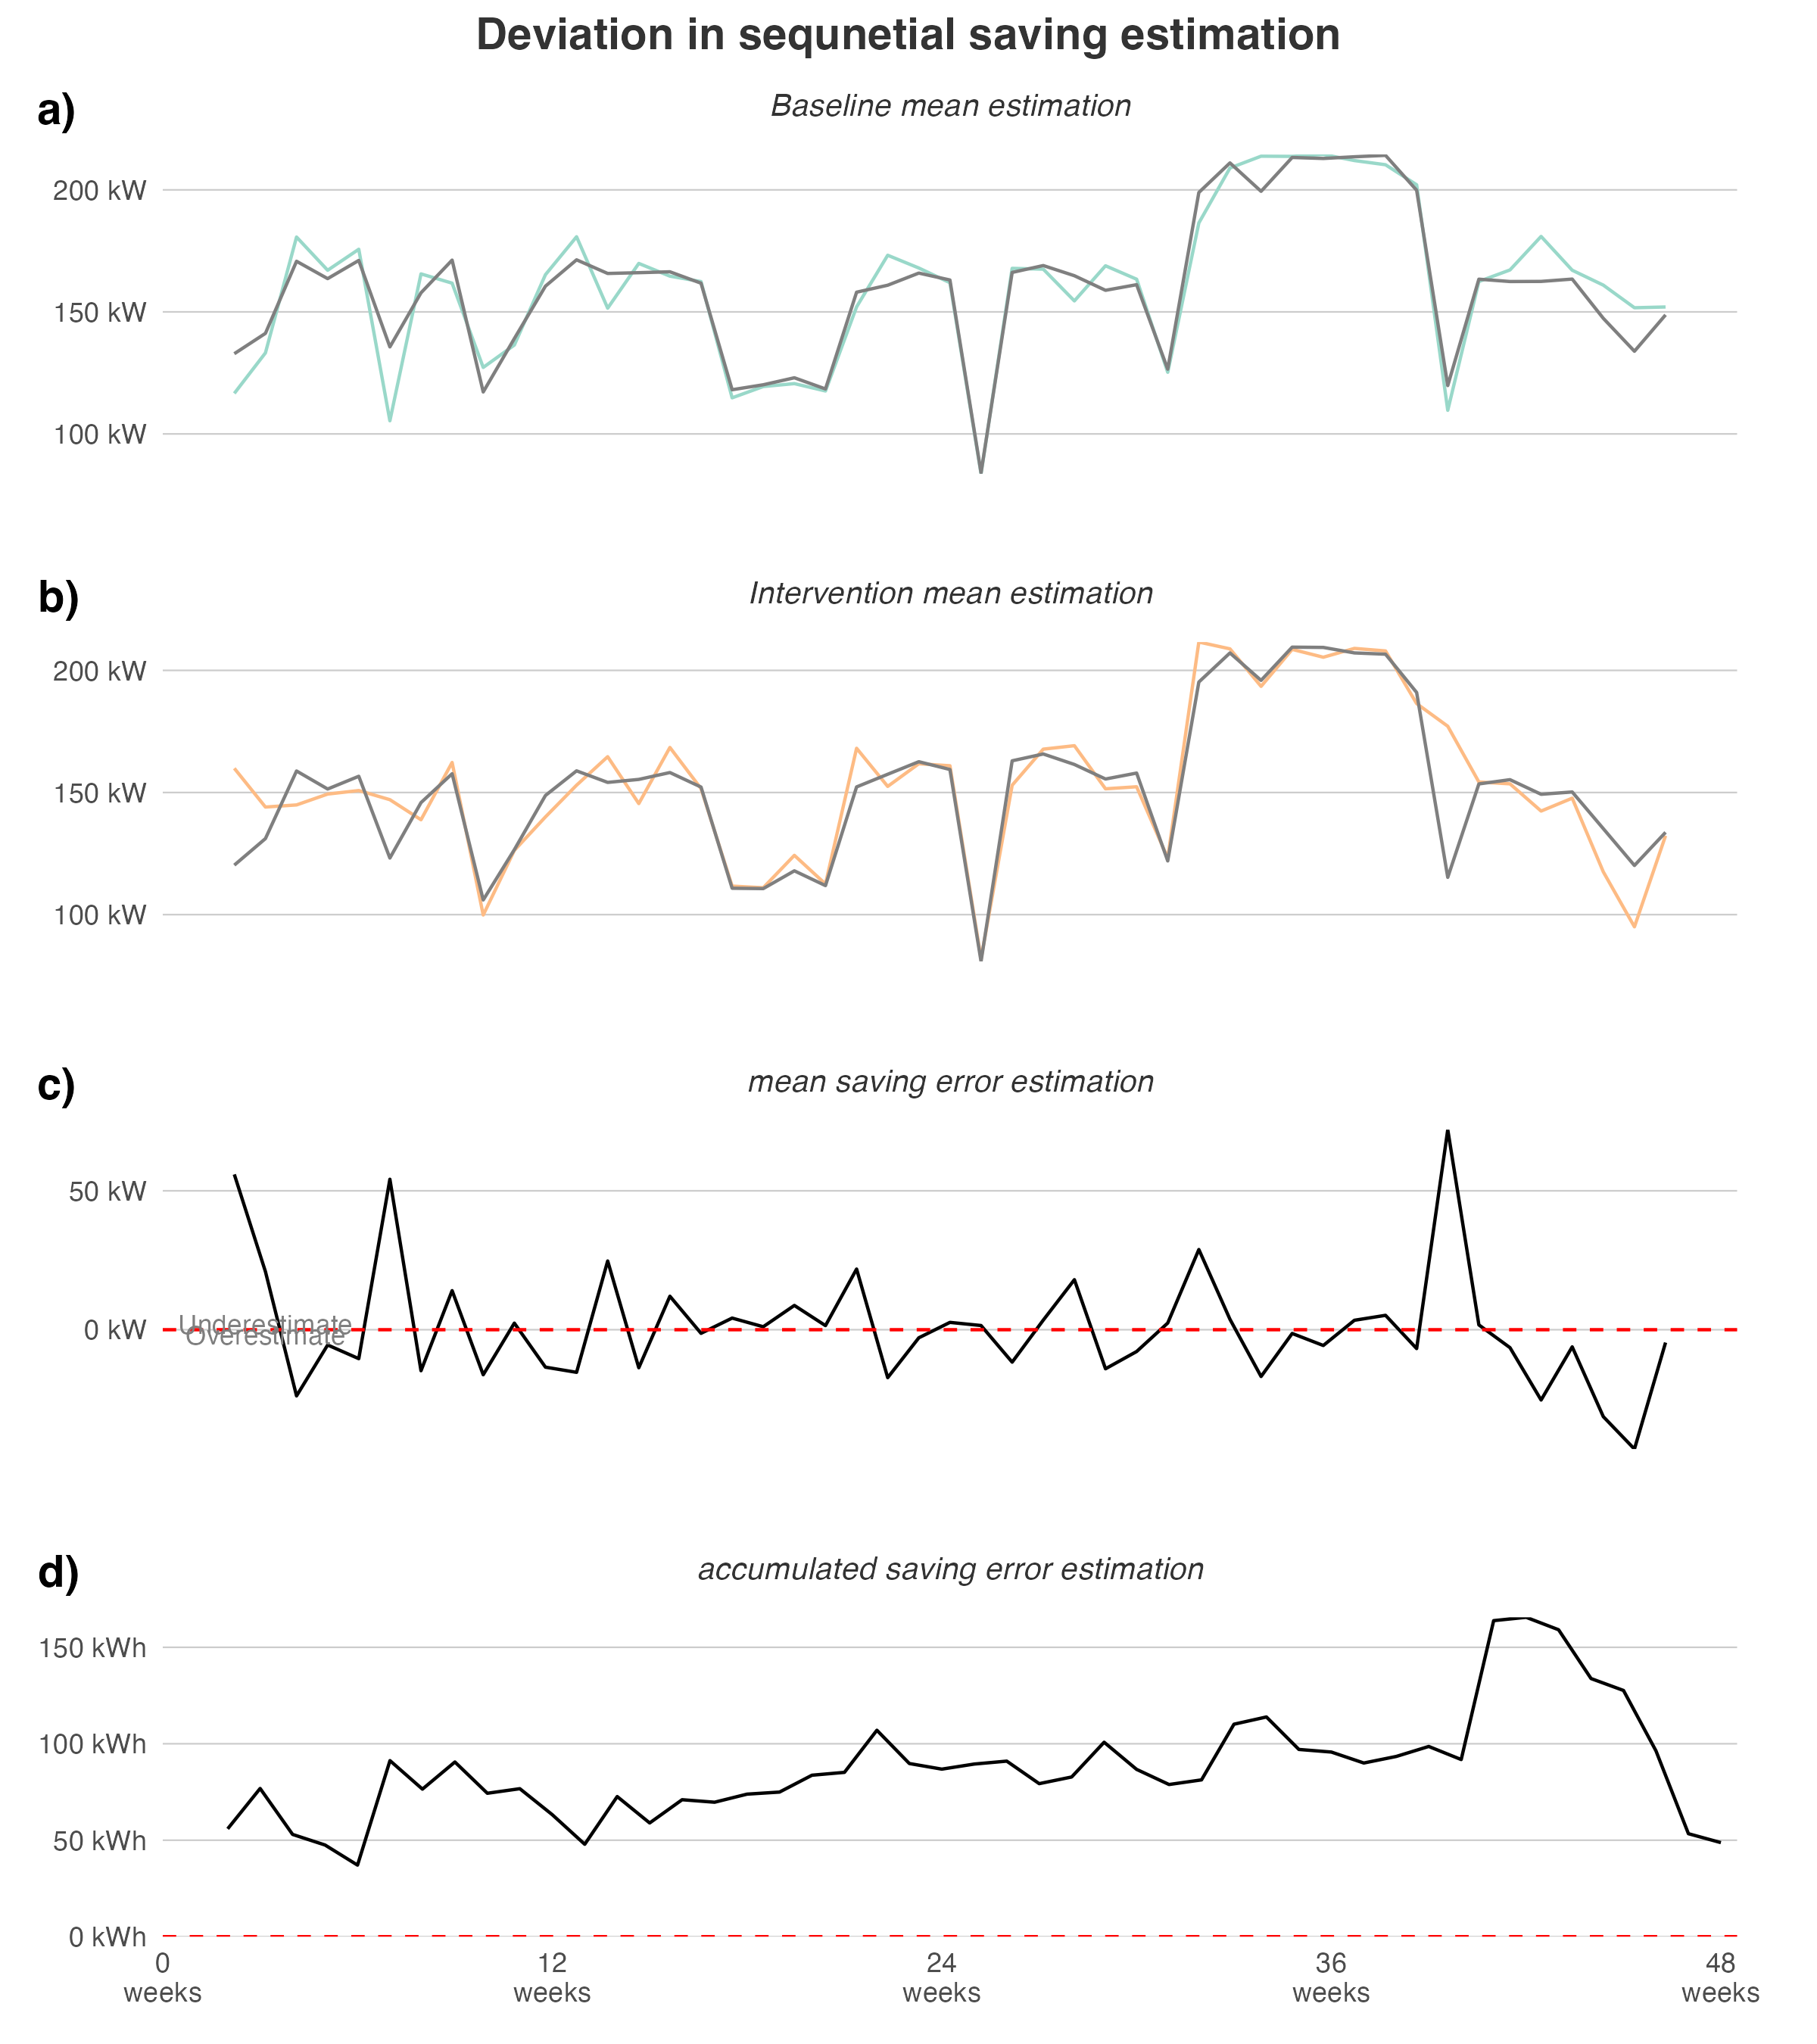 Deviation in sequnetial saving estimation
a)
Baseline mean estimation
200 kW
150 kW
100 kW
b)
Intervention mean estimation
200 kW
150 kW
100 kW
c)
mean saving error estimation
50 kW
Underestimate
0 kW
Overestimate
d)
accumulated saving error estimation
150 kWh
100 kWh
50 kWh
0 kWh
0 12 24 36 48
weeks weeks weeks weeks weeks